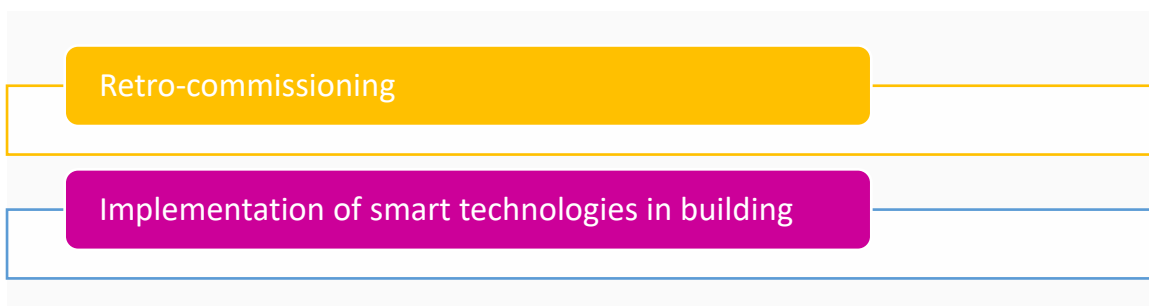 Retro-commissioning
Implementation of smart technologies in building